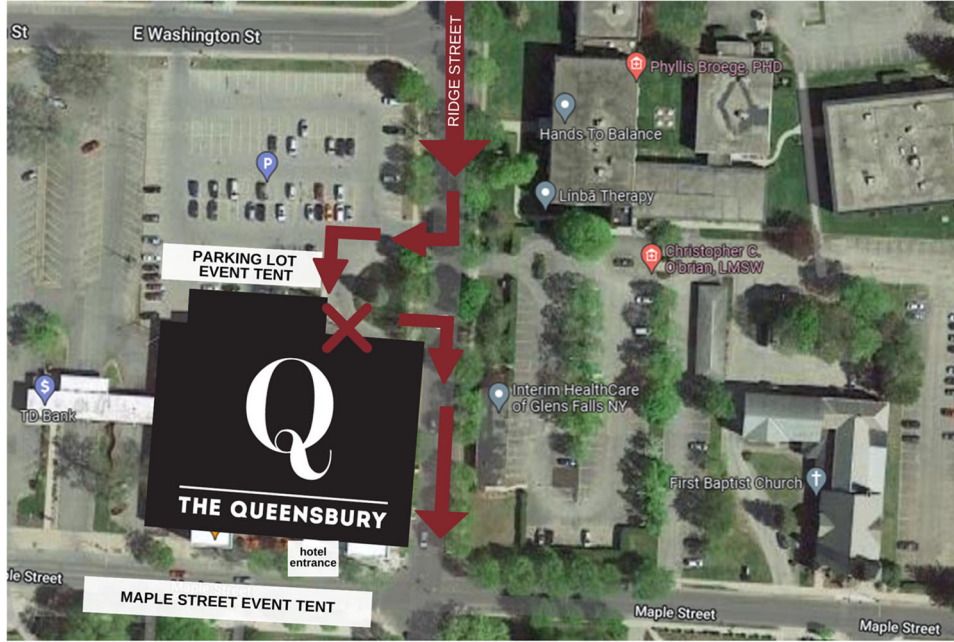 St
E Washington St
RIDGE STREET
Phyllis Broege, PHD
Hands To Balance
P
Linbā Therapy
Christopher C.
O'brian, LMSW
PARKING LOT
EVENT TENT
$
TD Bank
Q
THE QUEENSBURY
Interim HealthCare
of Glens Falls NY
First Baptist Church
hotel
entrance
ple Street
MAPLE STREET EVENT TENT
Maple Street
Maple Street